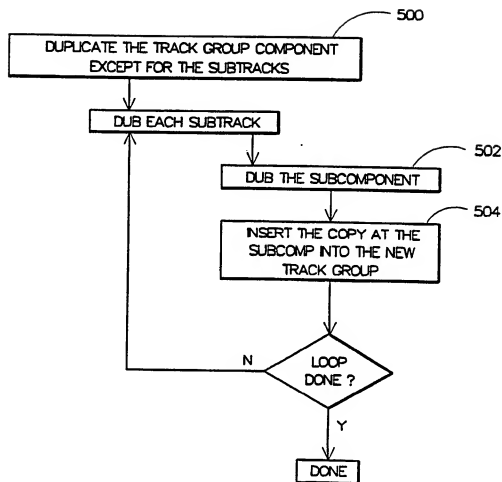 500
DUPLICATE THE TRACK GROUP COMPONENT
EXCEPT FOR THE SUBTRACKS
DUB EACH SUBTRACK
502
DUB THE SUBCOMPONENT
504
INSERT THE COPY AT THE
SUBCOMP INTO THE NEW
TRACK GROUP
N
LOOP
DONE ?
Y
DONE